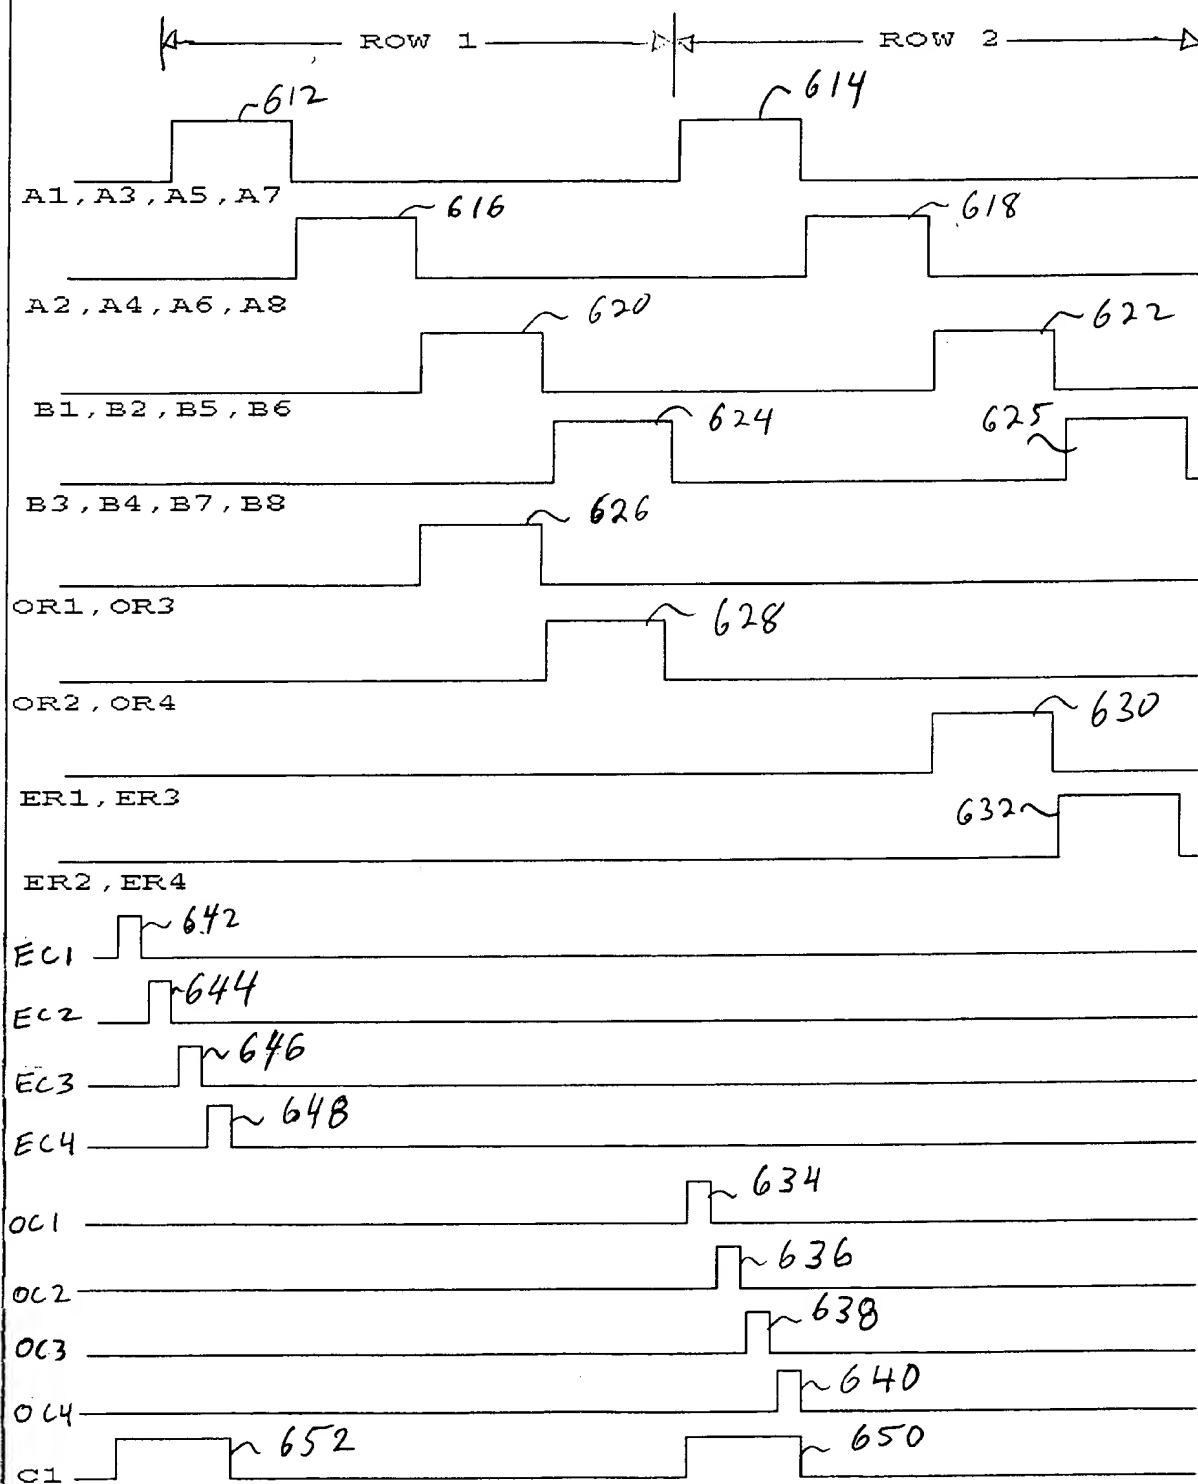 ROW 1 ROW 2
612 614
A1,A3,A5,A7
616 618
A2,A4,A6,A8
620 622
B1,B2,B5,B6
624 625
B3,B4,B7,B8
626
OR1,OR3
628
OR2,OR4
630
ER1,ER3
632
ER2,ER4
642
EC1
644
EC2
646
EC3
648
EC4
634
OC1
636
OC2
638
OC3
640
OC4
652 650
C1